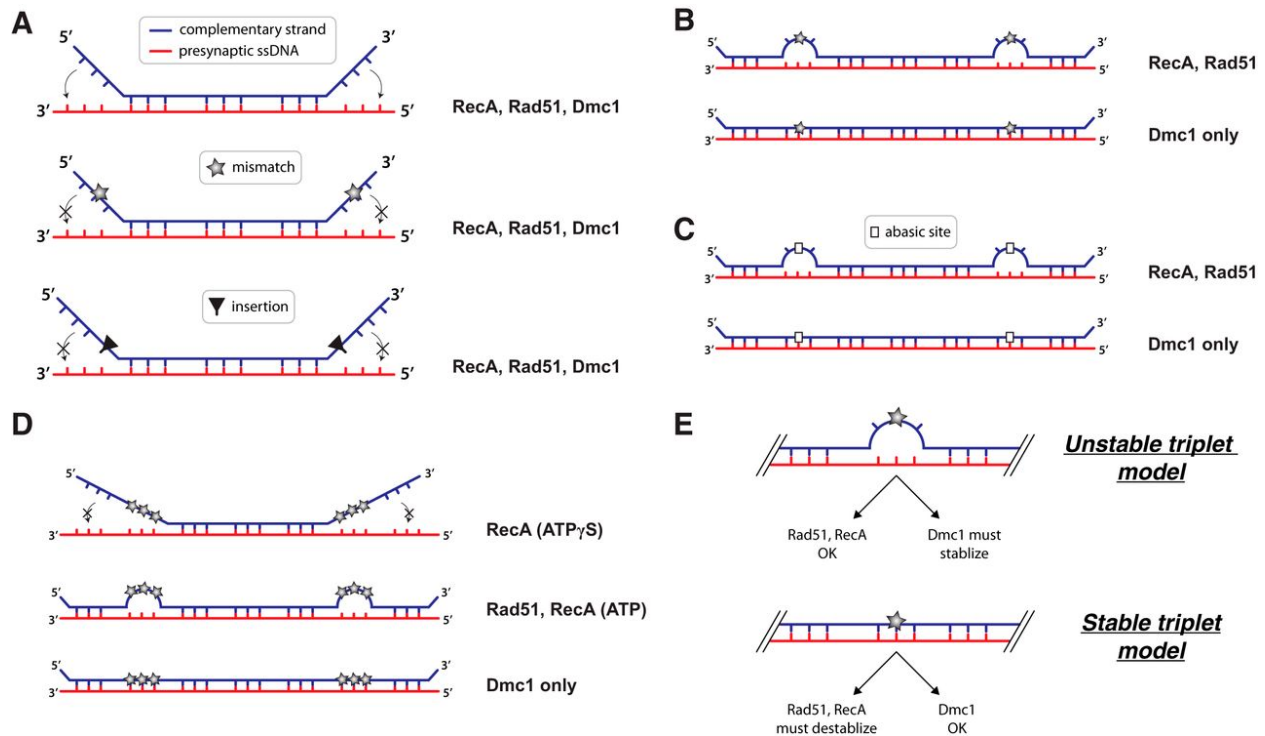 A
5′
complementary strand
presynaptic ssDNA
3′
3′
5′
RecA, Rad51, Dmc1
5′
mismatch
3′
3′
5′
RecA, Rad51, Dmc1
5′
insertion
3′
3′
5′
RecA, Rad51, Dmc1
B
5′
3′
3′
5′
RecA, Rad51
5′
3′
3′
5′
Dmc1 only
C
abasic site
5′
3′
3′
5′
RecA, Rad51
5′
3′
3′
5′
Dmc1 only
D
5′
3′
3′
5′
RecA (ATPγS)
5′
3′
3′
5′
Rad51, RecA (ATP)
5′
3′
3′
5′
Dmc1 only
E
Unstable triplet
model
Rad51, RecA
OK
Dmc1 must
stablize
Stable triplet
model
Rad51, RecA
must destablize
Dmc1
OK